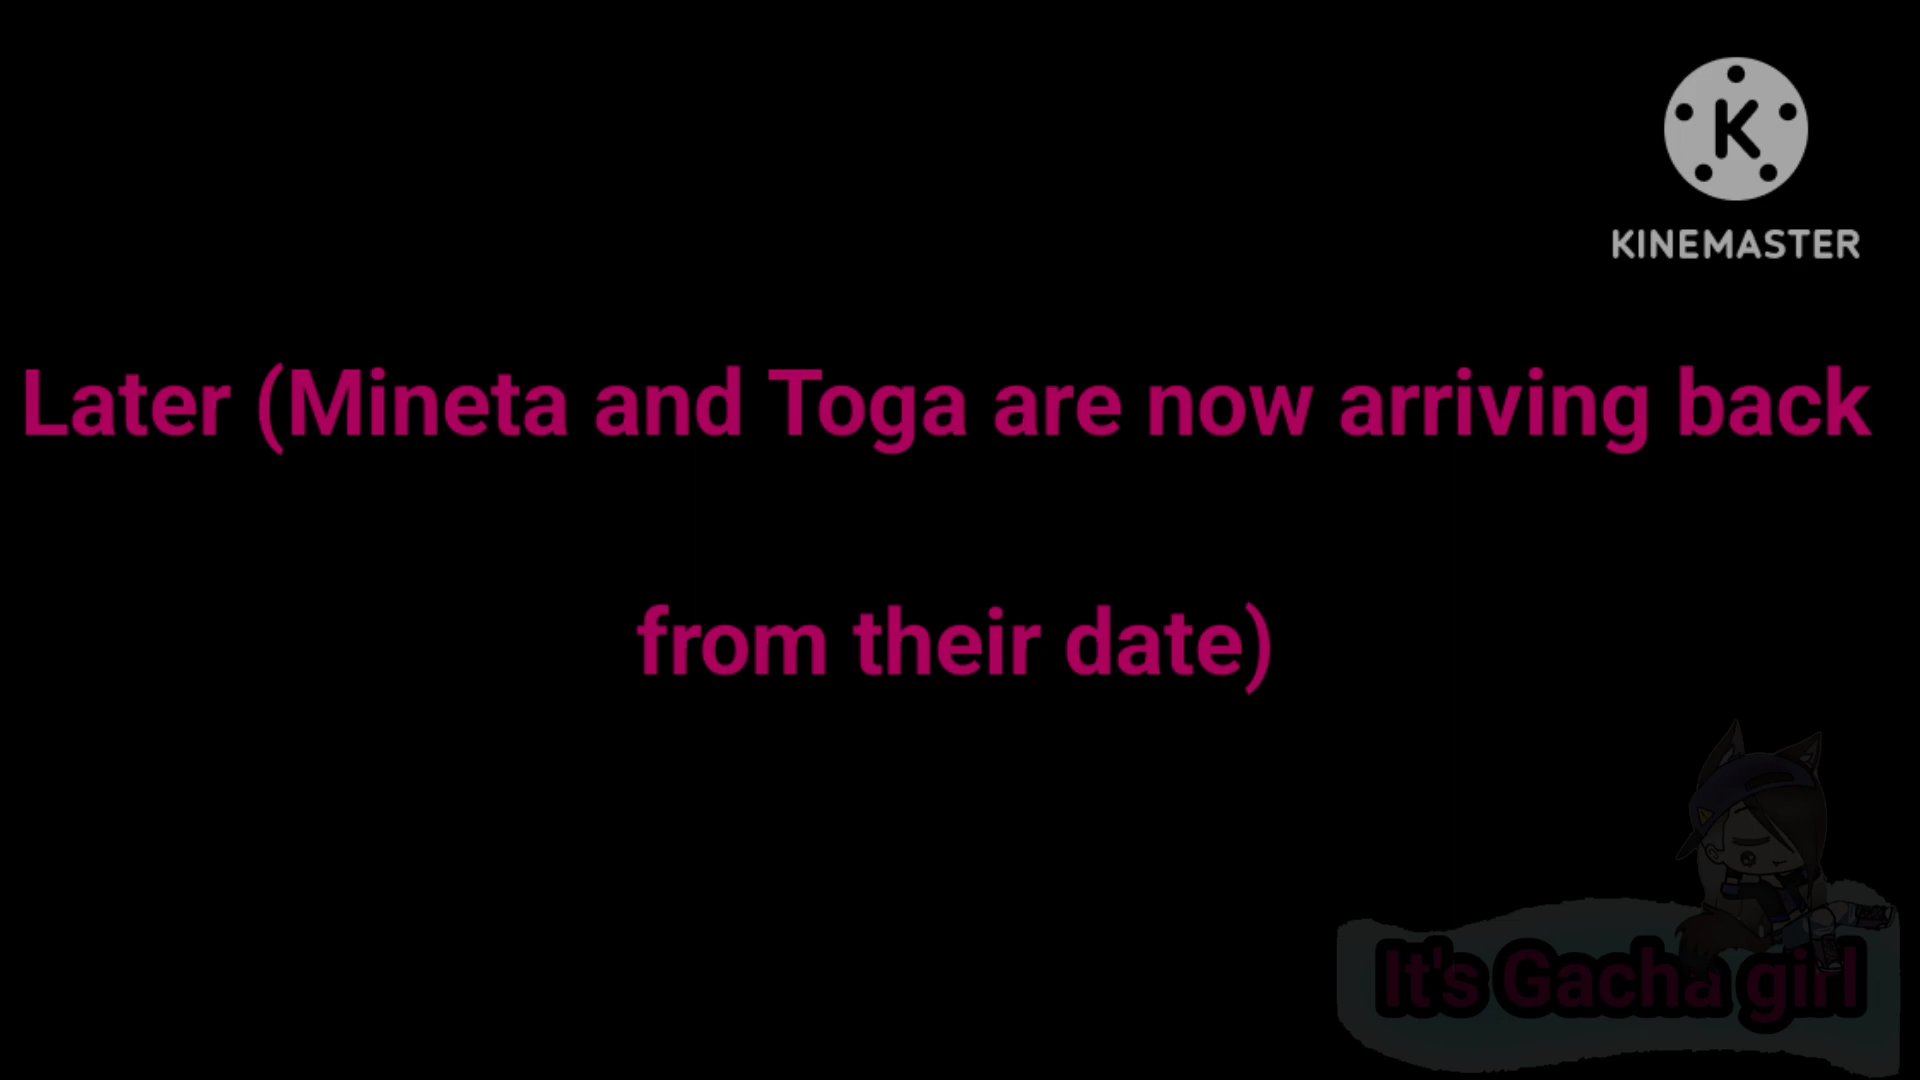 K
KINEMASTER
Later (Mineta and Toga are now arriving back
from their date)
It's Gacha girl